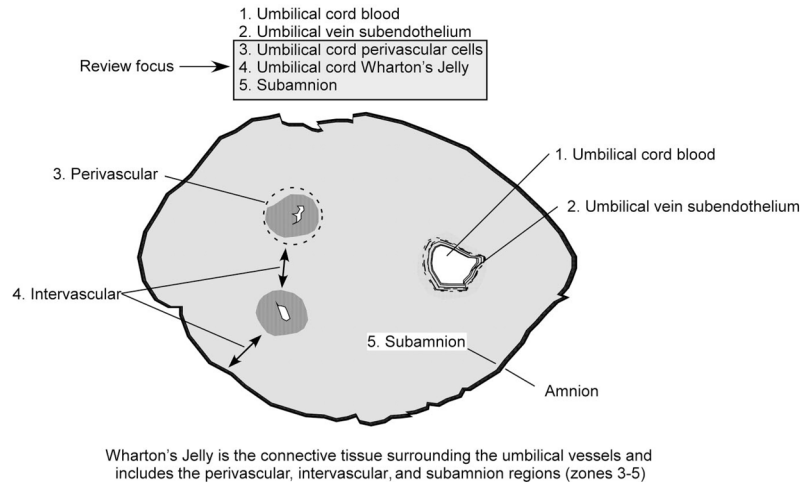 1. Umbilical cord blood
2. Umbilical vein subendothelium
3. Umbilical cord perivascular cells
4. Umbilical cord Wharton's Jelly
5. Subamnion
Review focus
1. Umbilical cord blood
3. Perivascular
2. Umbilical vein subendothelium
4. Intervascular
5. Subamnion
Amnion
Wharton's Jelly is the connective tissue surrounding the umbilical vessels and
includes the perivascular, intervascular, and subamnion regions (zones 3-5)